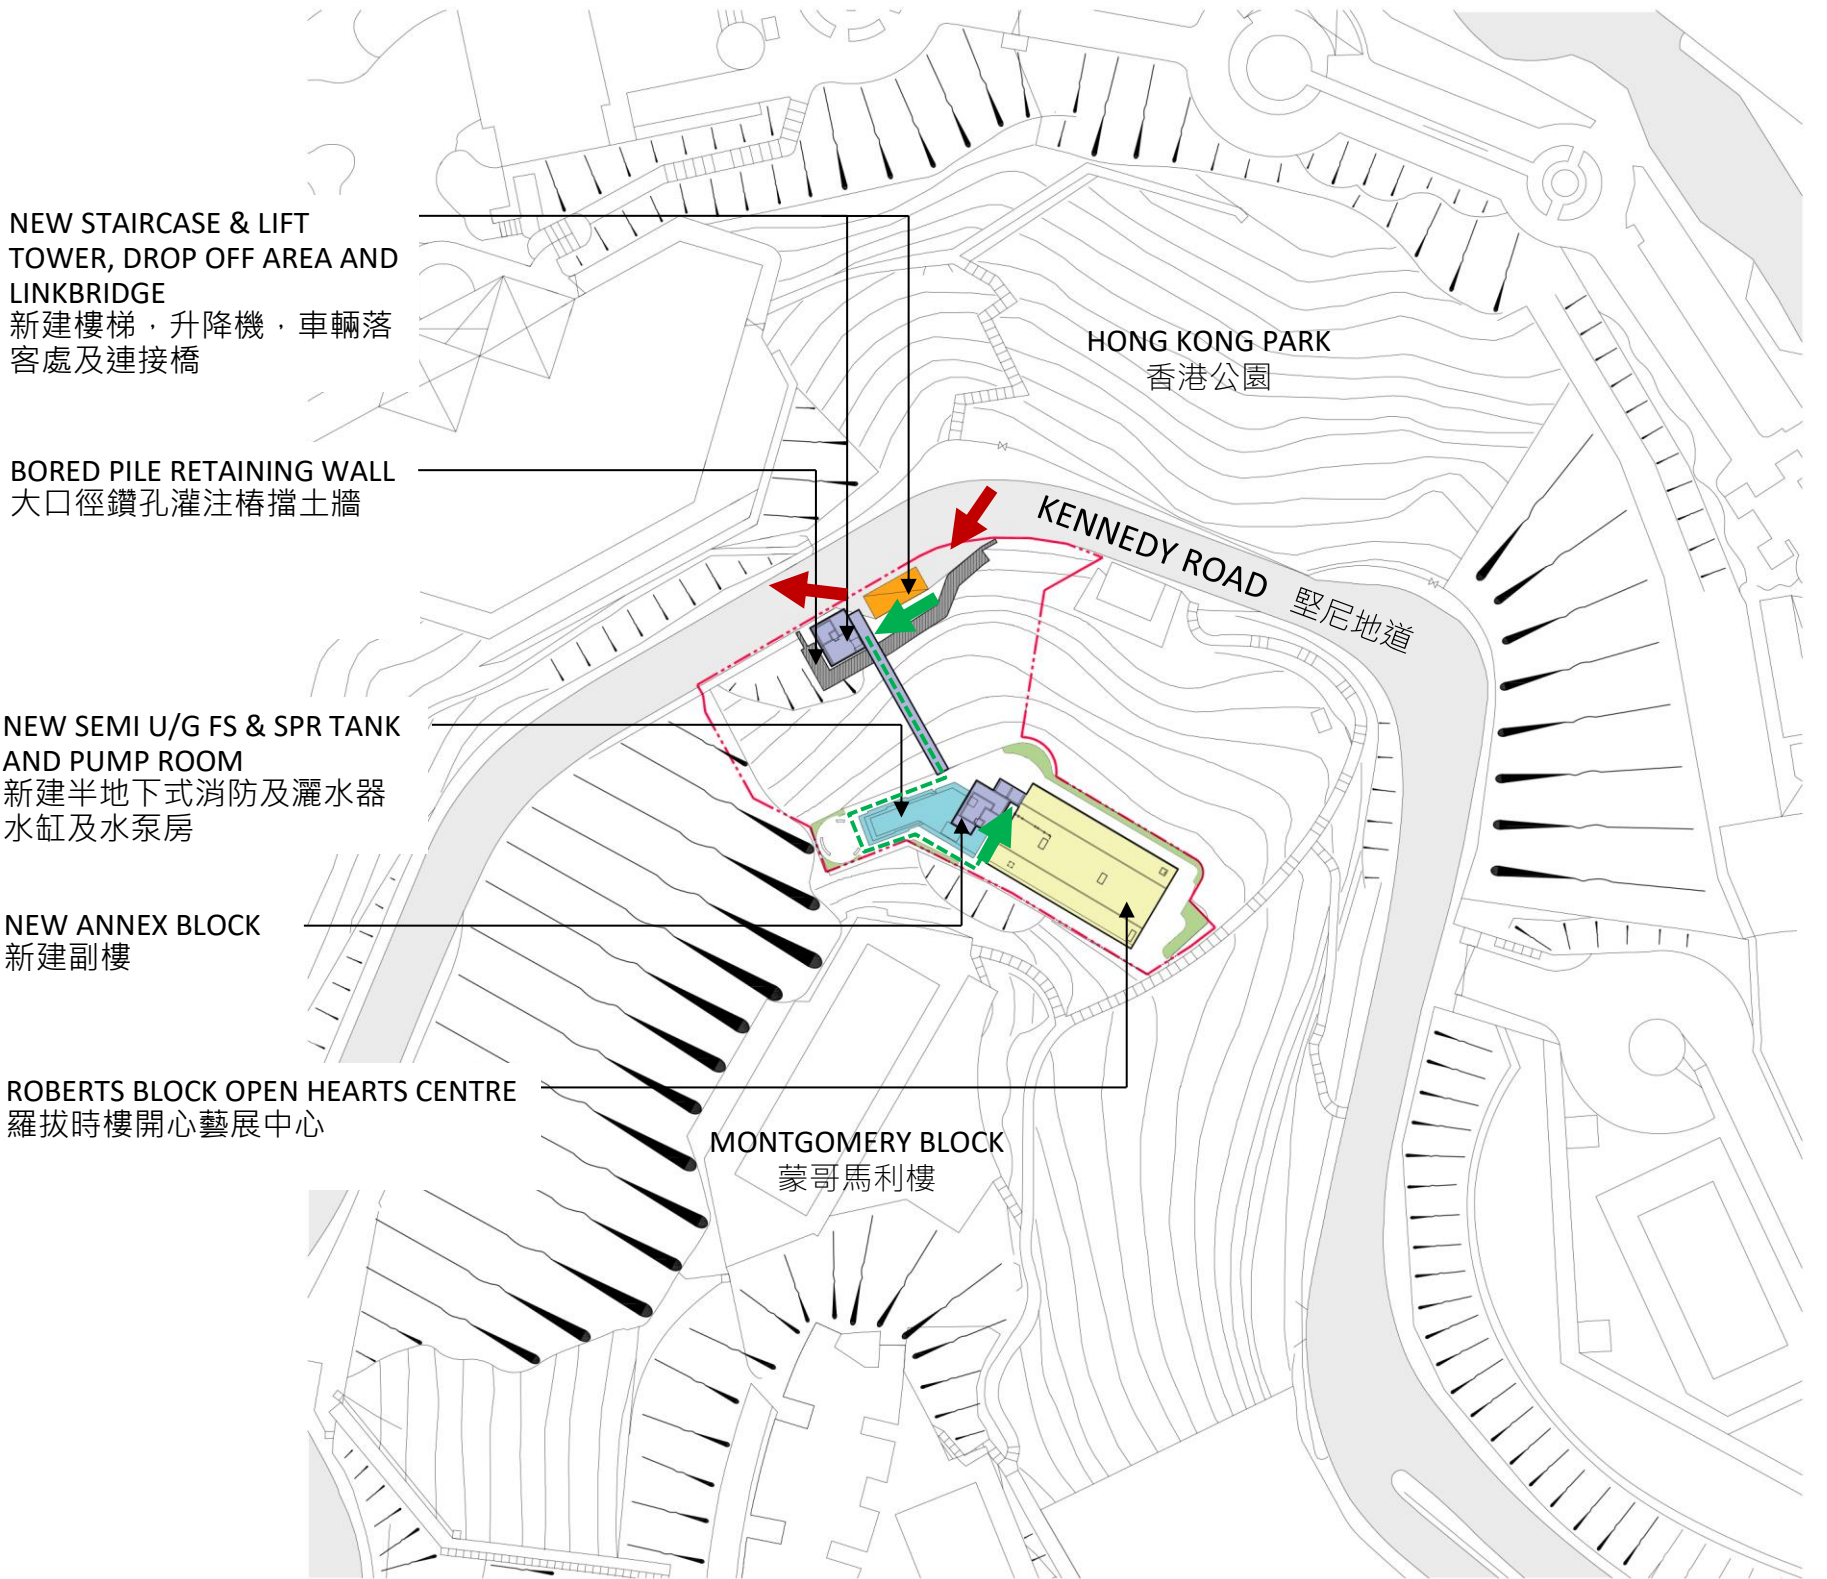 NEW STAIRCASE & LIFT
TOWER, DROP OFF AREA AND
LINKBRIDGE
新建樓梯，升降機，車輛落
客處及連接橋
HONG KONG PARK
香港公園
BORED PILE RETAINING WALL
大口徑鑽孔灌注樁擋土牆
KENNEDY ROAD 堅尼地道
NEW SEMI U/G FS & SPR TANK
AND PUMP ROOM
新建半地下式消防及灑水器
水缸及水泵房
NEW ANNEX BLOCK
新建副樓
ROBERTS BLOCK OPEN HEARTS CENTRE
羅拔時樓開心藝展中心
MONTGOMERY BLOCK
蒙哥馬利樓